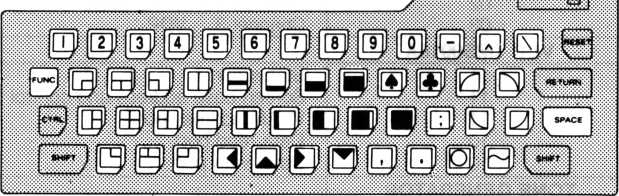 1 2 3 4 5 6 7 8 9 0 - ^ \ RESET
FUNC RETURN
CTRL ; SPACE
SHIFT , . SHIFT